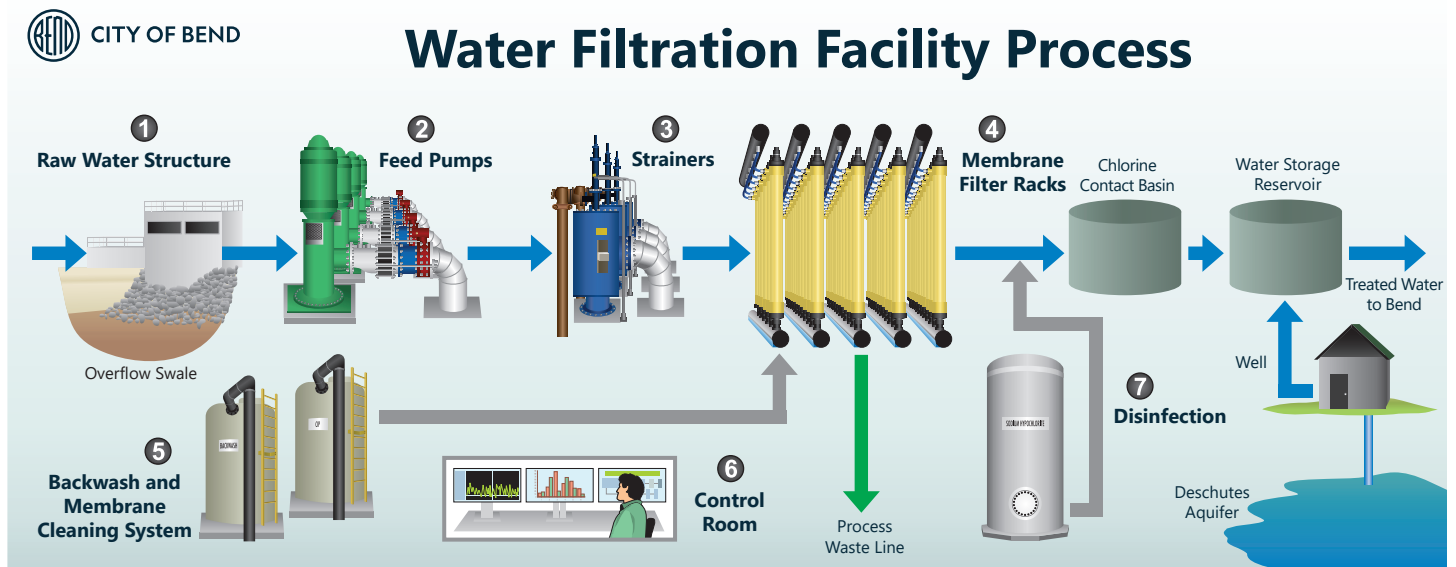 BEND
CITY OF BEND
Water Filtration Facility Process
1
Raw Water Structure
2
Feed Pumps
3
Strainers
4
Membrane
Filter Racks
Chlorine
Contact Basin
Water Storage
Reservoir
Treated Water
to Bend
Overflow Swale
Well
5
Backwash and
Membrane
Cleaning System
BACKWASH
CIP
6
Control
Room
Process
Waste Line
SODIUM HYPOCHLORITE
7
Disinfection
Deschutes
Aquifer